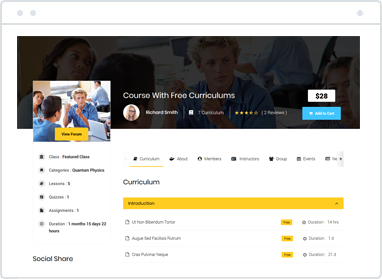 Course With Free Curriculums
$28
Richard Smith
7 Curriculum
( 2 Reviews )
Add to Cart
View Forum
Class : Featured Class
Categories : Quantum Physics
Lessons : 5
Quizzes : 1
Assignments : 1
Duration : 1 months 15 days 22 hours
Social Share
Curriculum
About
Members
Instructors
Group
Events
Curriculum
Introduction
Ut Non Bibendum Tortor
Free
Duration : 14 hrs
Augue Sed Facilisis Rutrum
Free
Duration : 1 d
Cras Pulvinar Neque
Free
Duration : 21 d